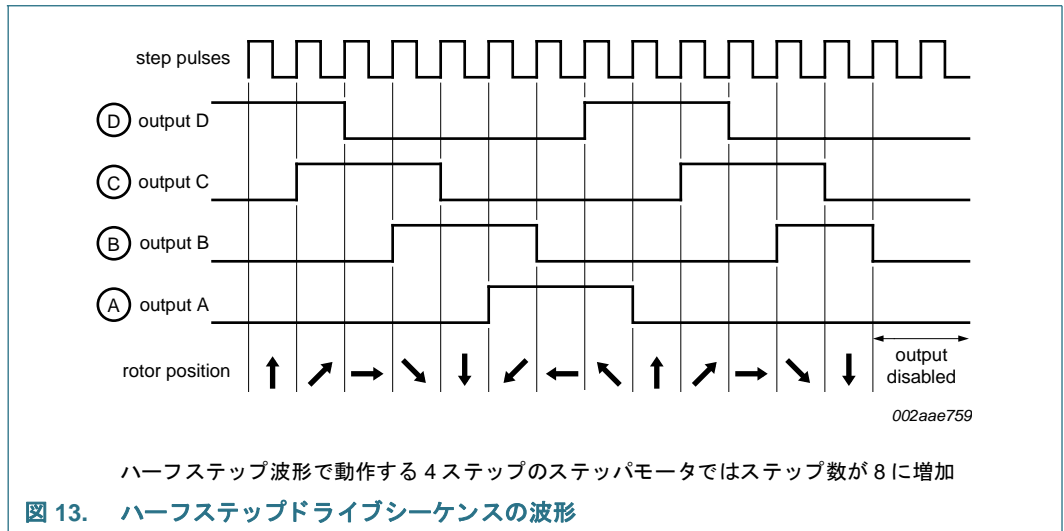 step pulses
D output D
C output C
B output B
A output A
rotor position
output
disabled
002aae759
ハーフステップ波形で動作する4ステップのステッパモータではステップ数が8に増加
図 13. ハーフステップドライブシーケンスの波形